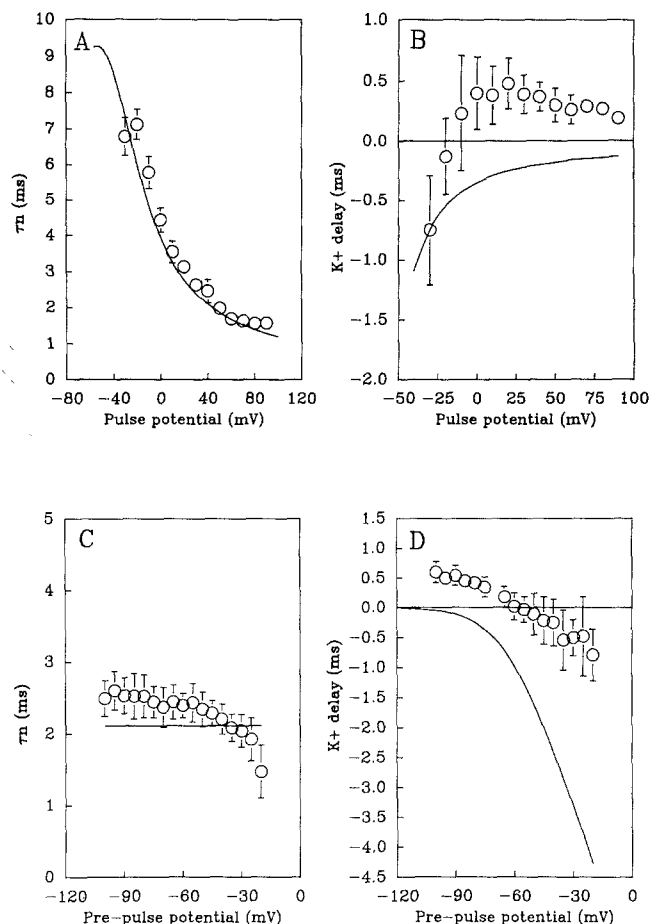 A
10
9
8
7
6
5
4
3
2
1
0
τn (ms)
−80 −40 0 40 80 120
Pulse potential (mV)
B
1.0
0.5
0.0
−0.5
−1.0
−1.5
−2.0
K+ delay (ms)
−50 −25 0 25 50 75 100
Pulse potential (mV)
C
5
4
3
2
1
0
τn (ms)
−120 −90 −60 −30 0
Pre−pulse potential (mV)
D
1.5
1.0
0.5
0.0
−0.5
−1.0
−1.5
−2.0
−2.5
−3.0
−3.5
−4.0
−4.5
K+ delay (ms)
−120 −90 −60 −30 0
Pre−pulse potential (mV)